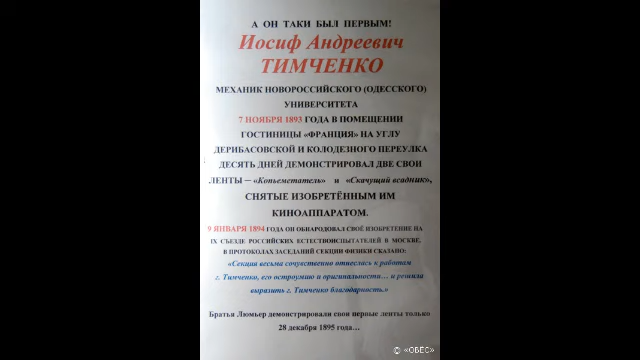 А ОН ТАКИ БЫЛ ПЕРВЫМ!
Иосиф Андреевич
ТИМЧЕНКО
МЕХАНИК НОВОРОССИЙСКОГО (ОДЕССКОГО)
УНИВЕРСИТЕТА
7 НОЯБРЯ 1893 ГОДА В ПОМЕЩЕНИИ
ГОСТИНИЦЫ «ФРАНЦИЯ» НА УГЛУ
ДЕРИБАСОВСКОЙ И КОЛОДЕЗНОГО ПЕРЕУЛКА
ДЕСЯТЬ ДНЕЙ ДЕМОНСТРИРОВАЛ ДВЕ СВОИ
ЛЕНТЫ – «Копьеметатель» и «Скачущий всадник»,
СНЯТЫЕ ИЗОБРЕТЁННЫМ ИМ
КИНОАППАРАТОМ.
9 ЯНВАРЯ 1894 ГОДА ОН ОБНАРОДОВАЛ СВОЁ ИЗОБРЕТЕНИЕ НА
IX СЪЕЗДЕ РОССИЙСКИХ ЕСТЕСТВОИСПЫТАТЕЛЕЙ В МОСКВЕ.
В ПРОТОКОЛАХ ЗАСЕДАНИЙ СЕКЦИИ ФИЗИКИ СКАЗАНО:
«Секция весьма сочувственно отнеслась к работам
г. Тимченко, его остроумию и оригинальности… и решила
выразить г. Тимченко благодарность.»
Братья Люмьер демонстрировали свои первые ленты только
28 декабря 1895 года…
© «ОБЕС»